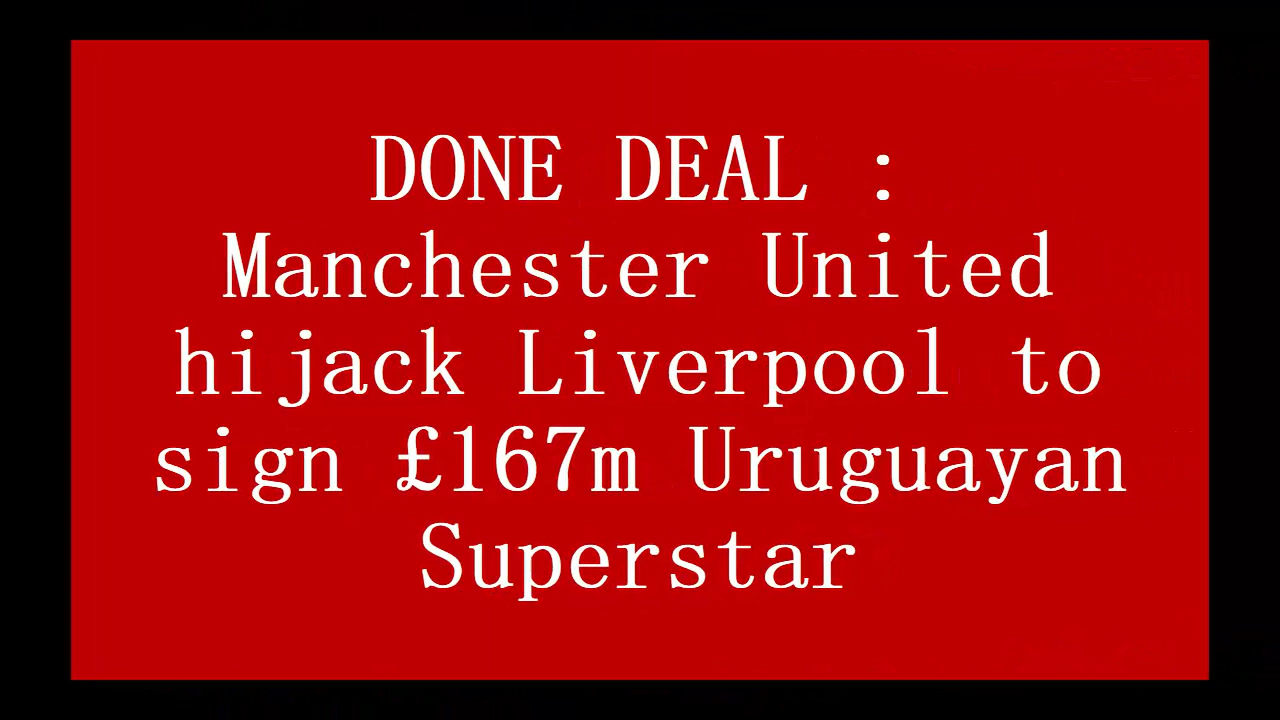 DONE DEAL :
Manchester United
hijack Liverpool to
sign £167m Uruguayan
Superstar